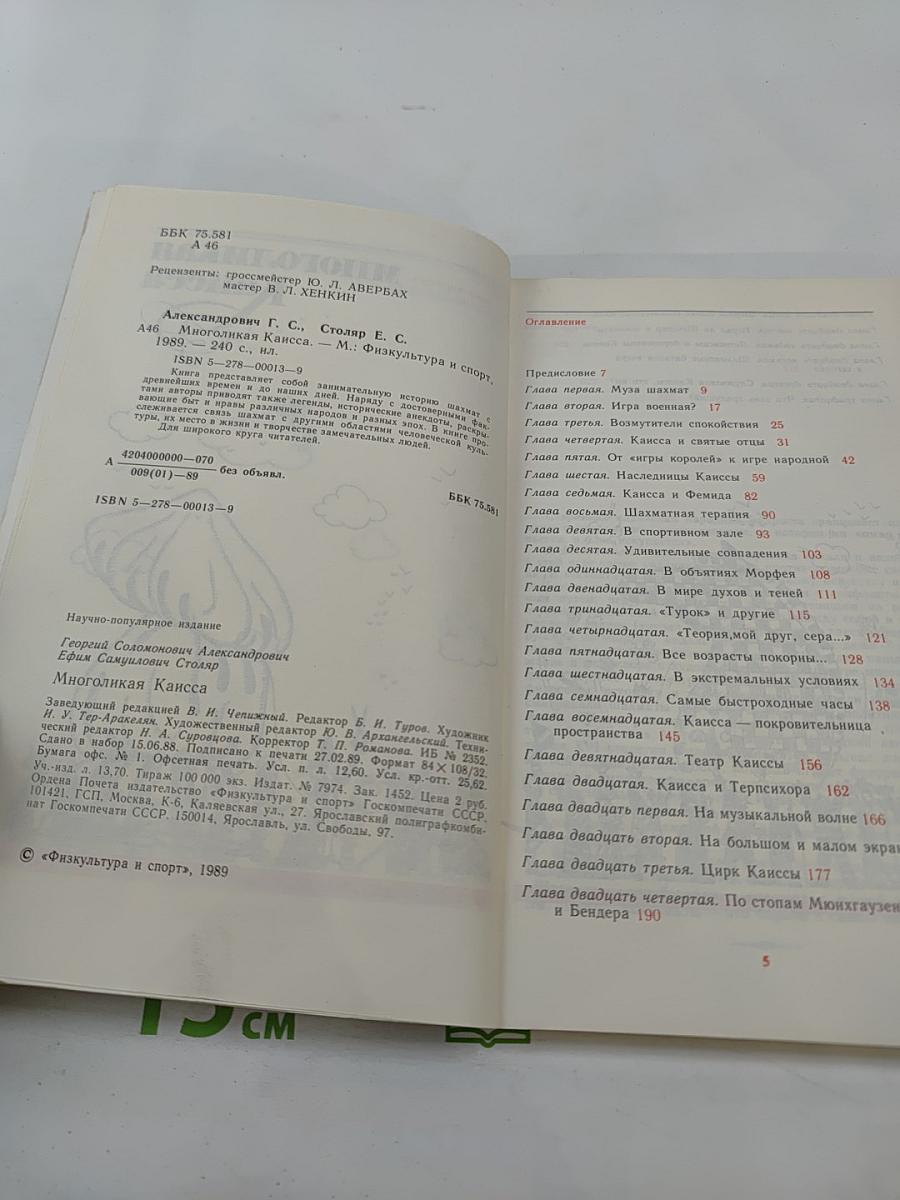 ББК 75.581
А 46
Рецензенты: гроссмейстер Ю. Л. АВЕРБАХ
мастер В. Л. ХЕНКИН
Александрович Г. С., Столяр Е. С.
А46 Многоликая Каисса. — М.: Физкультура и спорт,
1989. — 240 с., ил.
ISBN 5—278—00013—9
Книга представляет собой занимательную историю шахмат с
древнейших времен и до наших дней. Наряду с достоверными фак-
тами авторы приводят также легенды, исторические анекдоты, раскры-
вающие быт и нравы различных народов и разных эпох. В книге про-
слеживается связь шахмат с другими областями человеческой куль-
туры, их место в жизни и творчестве замечательных людей.
Для широкого круга читателей.
А 4204000000—070
009(01)—89 без объявл.
ББК 75.581
ISBN 5—278—00013—9
Научно-популярное издание
Георгий Соломонович Александрович
Ефим Самуилович Столяр
Многоликая Каисса
Заведующий редакцией В. И. Чепижный. Редактор Б. И. Туров. Художник
И. У. Тер-Аракелян. Художественный редактор Ю. В. Архангельский. Техни-
ческий редактор Н. А. Суровцова. Корректор Т. П. Романова. ИБ № 2352.
Сдано в набор 15.06.88. Подписано к печати 27.02.89. Формат 84×108/32.
Бумага офс. № 1. Офсетная печать. Усл. п. л. 12,60. Усл. кр.-отт. 25,62.
Уч.-изд. л. 13,70. Тираж 100 000 экз. Издат. № 7974. Зак. 1452. Цена 2 руб.
Ордена Почета издательство «Физкультура и спорт» Госкомпечати СССР.
101421, ГСП, Москва, К-6, Каляевская ул., 27. Ярославский полиграфкомби-
нат Госкомпечати СССР. 150014, Ярославль, ул. Свободы, 97.
© «Физкультура и спорт», 1989
Оглавление
Предисловие 7
Глава первая. Муза шахмат 9
Глава вторая. Игра военная? 17
Глава третья. Возмутители спокойствия 25
Глава четвертая. Каисса и святые отцы 31
Глава пятая. От «игры королей» к игре народной 42
Глава шестая. Наследницы Каиссы 59
Глава седьмая. Каисса и Фемида 82
Глава восьмая. Шахматная терапия 90
Глава девятая. В спортивном зале 93
Глава десятая. Удивительные совпадения 103
Глава одиннадцатая. В объятиях Морфея 108
Глава двенадцатая. В мире духов и теней 111
Глава тринадцатая. «Турок» и другие 115
Глава четырнадцатая. «Теория,мой друг, сера...» 121
Глава пятнадцатая. Все возрасты покорны... 128
Глава шестнадцатая. В экстремальных условиях 134
Глава семнадцатая. Самые быстроходные часы 138
Глава восемнадцатая. Каисса — покровительница
пространства 145
Глава девятнадцатая. Театр Каиссы 156
Глава двадцатая. Каисса и Терпсихора 162
Глава двадцать первая. На музыкальной волне 166
Глава двадцать вторая. На большом и малом экран
Глава двадцать третья. Цирк Каиссы 177
Глава двадцать четвертая. По стопам Мюнхгаузен
и Бендера 190
5
15 см